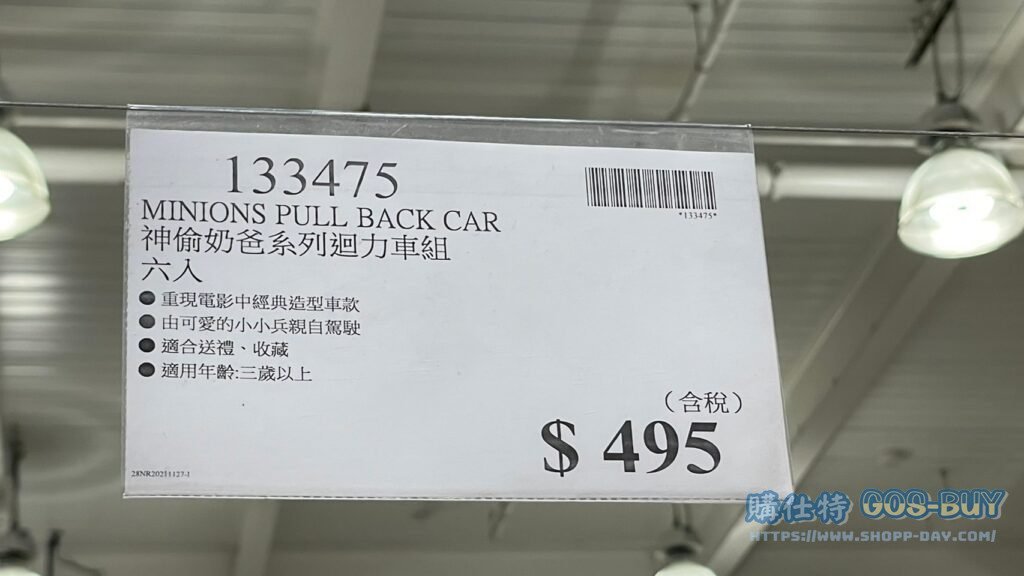 133475
*133475*
MINIONS PULL BACK CAR
神偷奶爸系列迴力車組
六入
● 重現電影中經典造型車款
● 由可愛的小小兵親自駕駛
● 適合送禮、收藏
● 適用年齡:三歲以上
（含稅）
$ 495
28NR20211127-1
購仕特 GOS-BUY
HTTPS://WWW.SHOPP-DAY.COM/